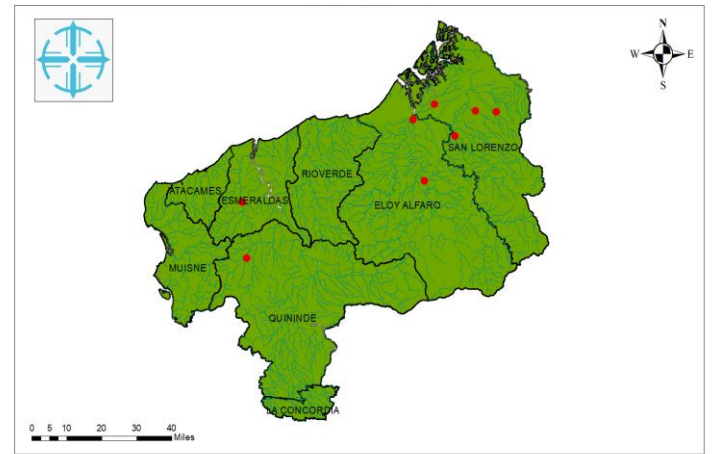 N
W E
S
SAN LORENZO
RIOVERDE
ATACAMES
ESMERALDAS
ELOY ALFARO
MUISNE
QUININDE
LA CONCORDIA
0 5 10 20 30 40
Miles